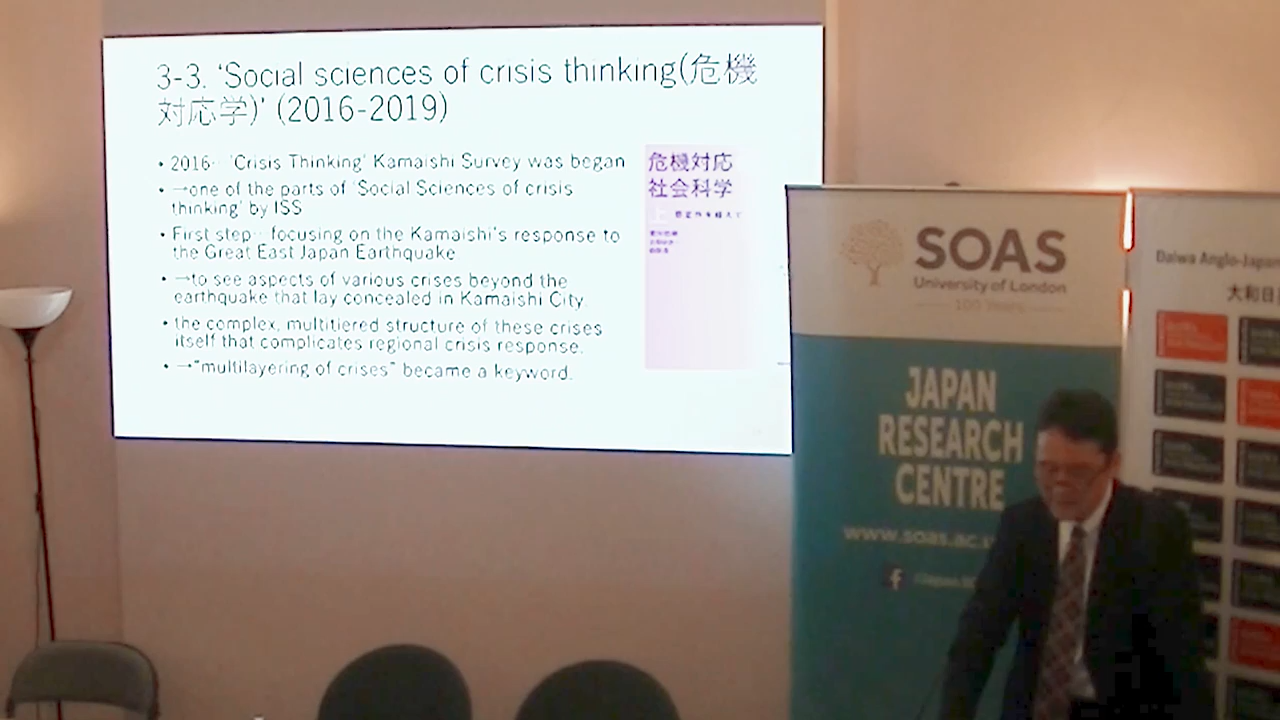 3-3. ‘Social sciences of crisis thinking(危機
対応学)’ (2016-2019)
• 2016‥ ‘Crisis Thinking’ Kamaishi Survey was began
• →one of the parts of ‘Social Sciences of crisis
thinking’ by ISS
• First step‥ focusing on the Kamaishi's response to
the Great East Japan Earthquake
• →to see aspects of various crises beyond the
earthquake that lay concealed in Kamaishi City.
• the complex, multitiered structure of these crises
itself that complicates regional crisis response.
• →“multilayering of crises” became a keyword.
危機対応
社会科学
上
SOAS
University of London
100 Years
JAPAN
RESEARCH
CENTRE
www.soas.ac.
f
Daiwa Anglo-Japan
大和日